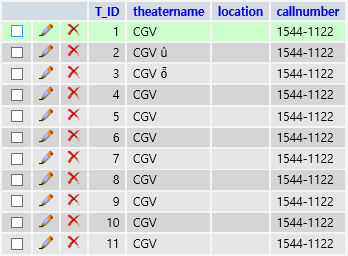 T_ID theatername location callnumber
1 CGV 1544-1122
2 CGV û 1544-1122
3 CGV õ 1544-1122
4 CGV 1544-1122
5 CGV 1544-1122
6 CGV 1544-1122
7 CGV 1544-1122
8 CGV 1544-1122
9 CGV 1544-1122
10 CGV 1544-1122
11 CGV 1544-1122